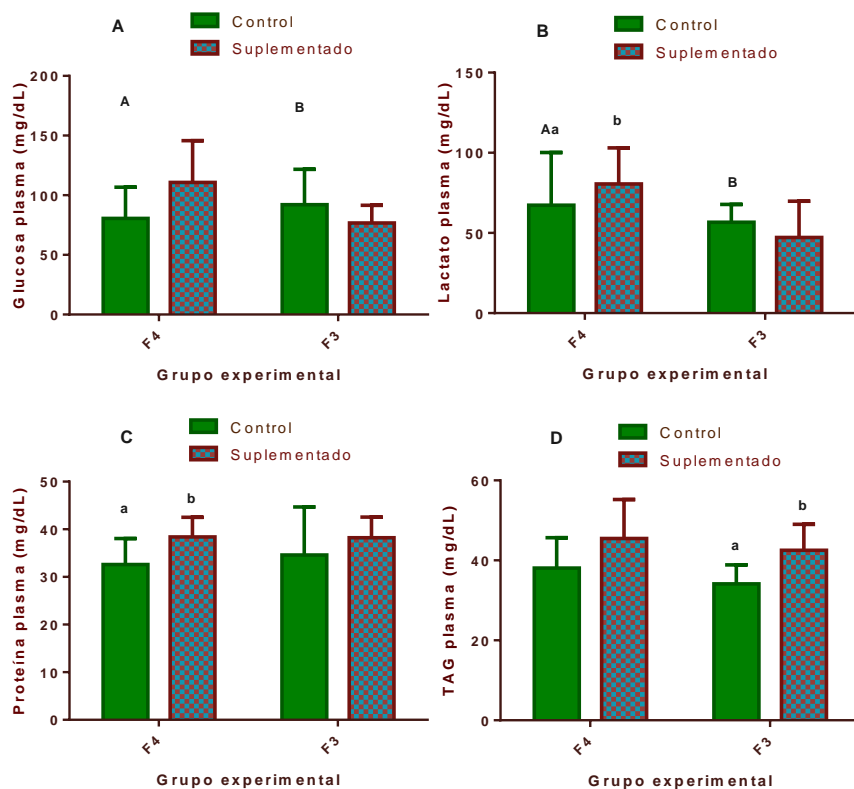 A
Control
Suplementado
Glucosa plasma (mg/dL)
200
150
100
50
0
A
B
F4
F3
Grupo experimental
B
Control
Suplementado
Lactato plasma (mg/dL)
150
100
50
0
Aa
b
B
F4
F3
Grupo experimental
C
Control
Suplementado
Proteína plasma (mg/dL)
50
40
30
20
10
0
a
b
F4
F3
Grupo experimental
D
Control
Suplementado
TAG plasma (mg/dL)
60
40
20
0
a
b
F4
F3
Grupo experimental